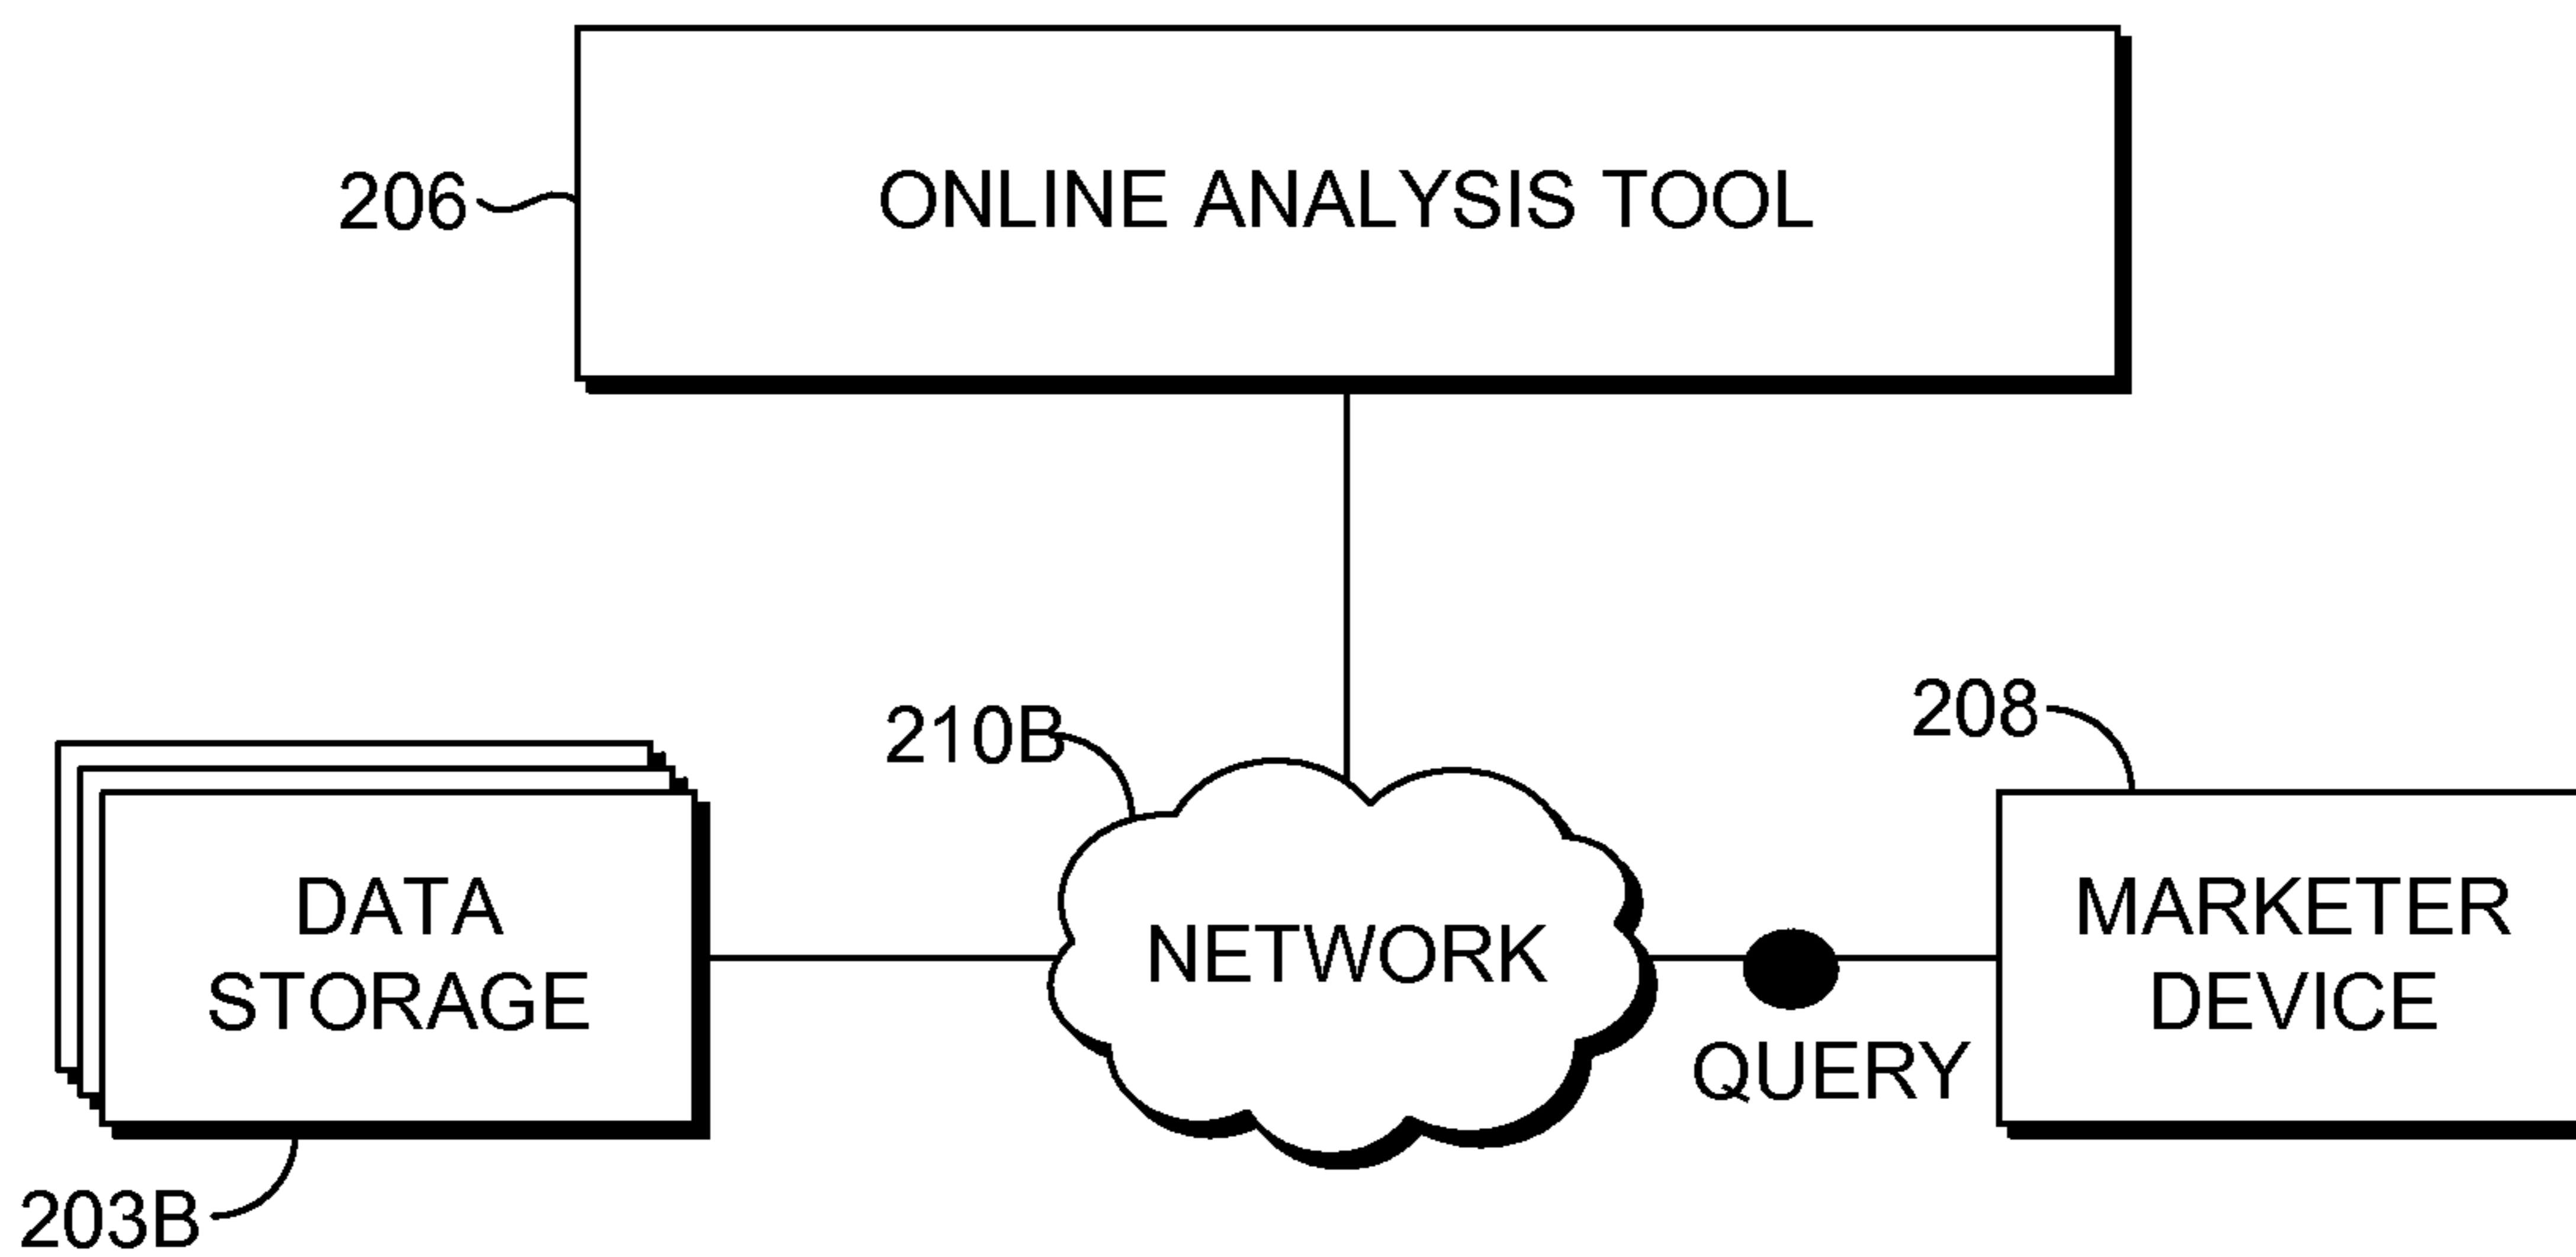 206
ONLINE ANALYSIS TOOL
210B
208
DATA
STORAGE
NETWORK
QUERY
MARKETER
DEVICE
203B